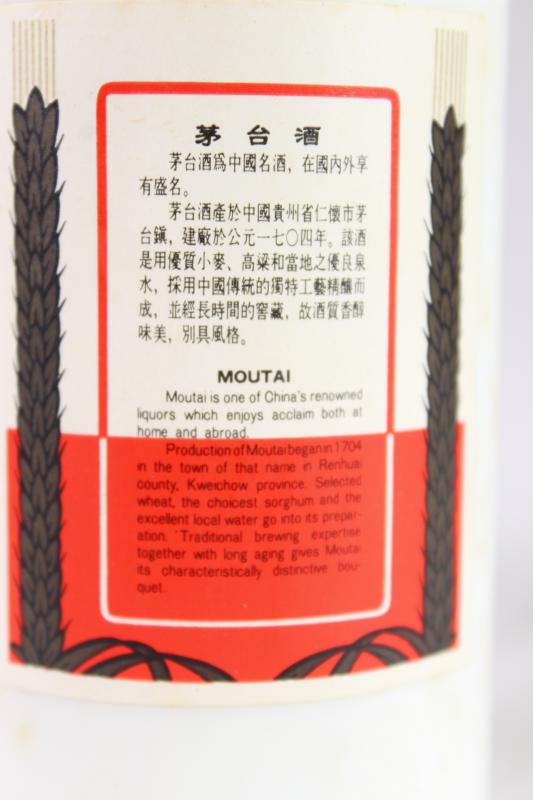 茅台酒
茅台酒爲中國名酒，在國內外享
有盛名。
茅台酒產於中國貴州省仁懷市茅
台鎮，建廠於公元一七〇四年。該酒
是用優質小麥、高粱和當地之優良泉
水，採用中國傳統的獨特工藝精釀而
成，並經長時間的窖藏，故酒質香醇
味美，別具風格。
MOUTAI
Moutai is one of China's renowned
liquors which enjoys acclaim both at
home and abroad.
Production of Moutai began in 1704
in the town of that name in Renhuai
county, Kweichow province. Selected
wheat, the choicest sorghum and the
excellent local water go into its prepar-
ation. Traditional brewing expertise
together with long aging gives Moutai
its characteristically distinctive bou-
quet.